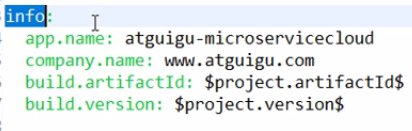 info:
app.name: atguigu-microservicecloud
company.name: www.atguigu.com
build.artifactId: $project.artifactId$
build.version: $project.version$